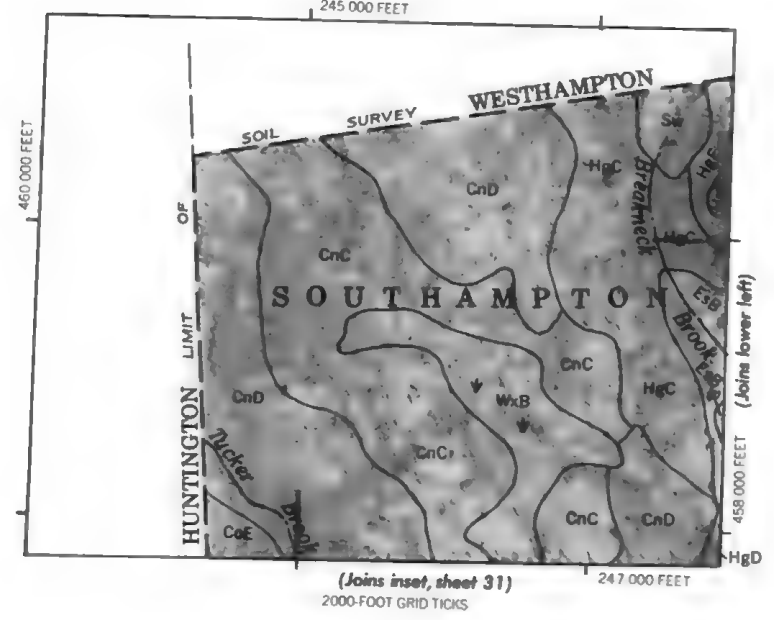 245 000 FEET
460 000 FEET
SOIL SURVEY
WESTHAMPTON
OF
LIMIT
HUNTINGTON
HgC
CnD
CnC
SOUTHAMPTON
Breakneck
Brook
HgC
EsB
(Joins lower left)
CnC
HgC
CnD
WxB
CnC
Tucker
Brook
CoE
CnC
CnD
458 000 FEET
HgD
(Joins inset, sheet 31)
247 000 FEET
2000-FOOT GRID TICKS